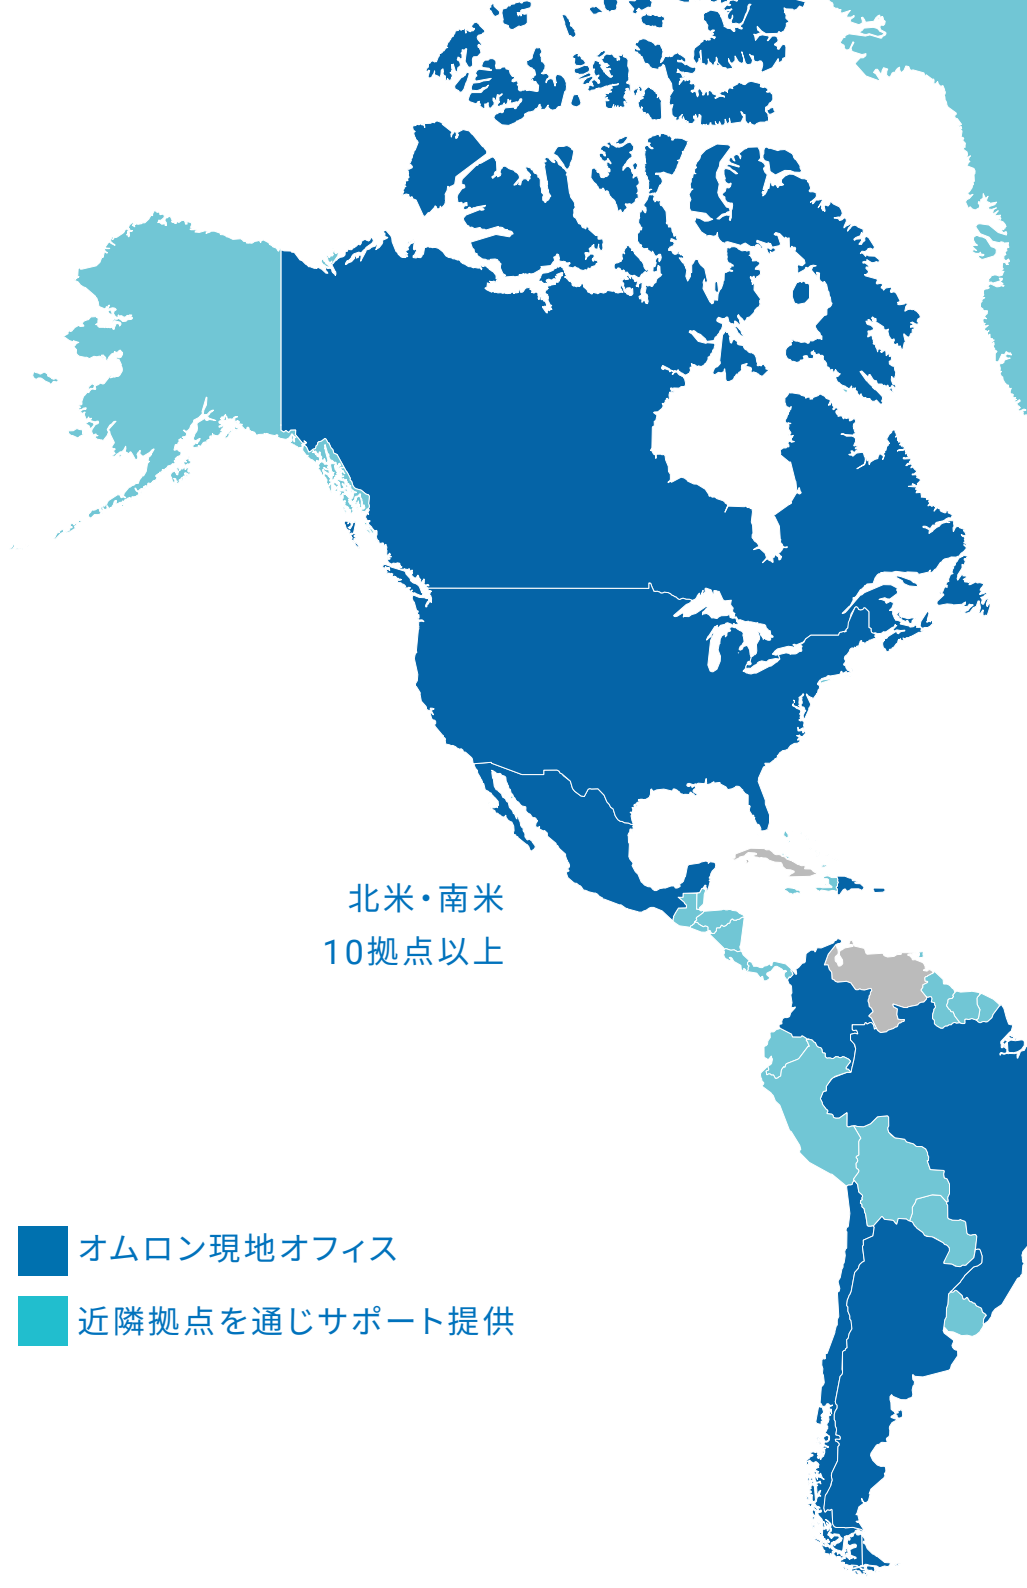 北米・南米
10拠点以上
オムロン現地オフィス
近隣拠点を通じサポート提供